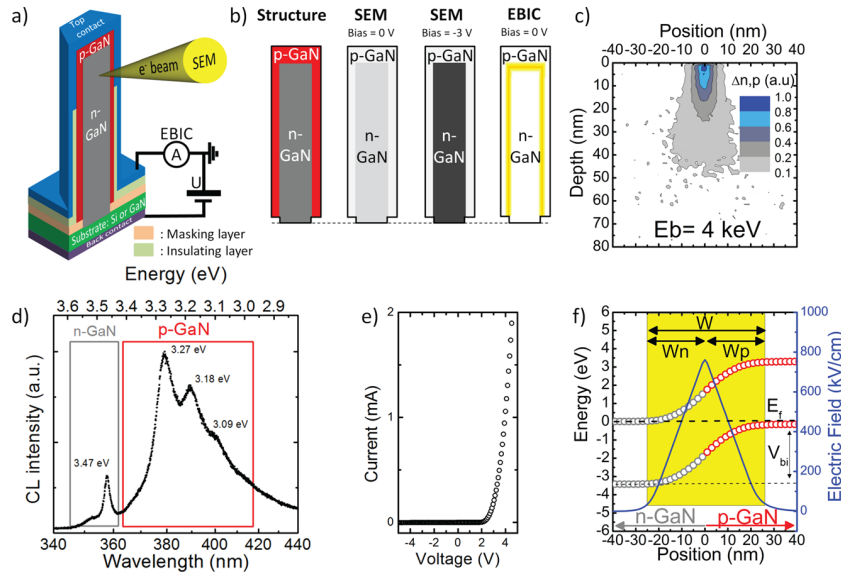 a)
Top contact
p-GaN
n-GaN
e- beam
SEM
EBIC
A
U
Substrate: Si or GaN
Back contact
: Masking layer
: Insulating layer
b)
Structure SEM SEM EBIC
Bias = 0 V Bias = -3 V Bias = 0 V
p-GaN p-GaN p-GaN p-GaN
n-GaN n-GaN n-GaN n-GaN
c)
Position (nm)
-40 -30 -20 -10 0 10 20 30 40
Depth (nm)
0
10
20
30
40
50
60
70
80
Δn,p (a.u)
1.0
0.8
0.6
0.4
0.2
0.1
Eb= 4 keV
d)
Energy (eV)
3.6 3.5 3.4 3.3 3.2 3.1 3.0 2.9
n-GaN p-GaN
3.27 eV
3.18 eV
3.09 eV
3.47 eV
CL intensity (a.u.)
340 360 380 400 420 440
Wavelength (nm)
e)
Current (mA)
2
1
0
-4 -2 0 2 4
Voltage (V)
f)
Energy (eV)
6
5
4
3
2
1
0
-1
-2
-3
-4
-5
-6
W
Wn Wp
Ef
Vbi
n-GaN p-GaN
-40 -30 -20 -10 0 10 20 30 40
Position (nm)
1000
800
600
400
200
0
Electric Field (kV/cm)